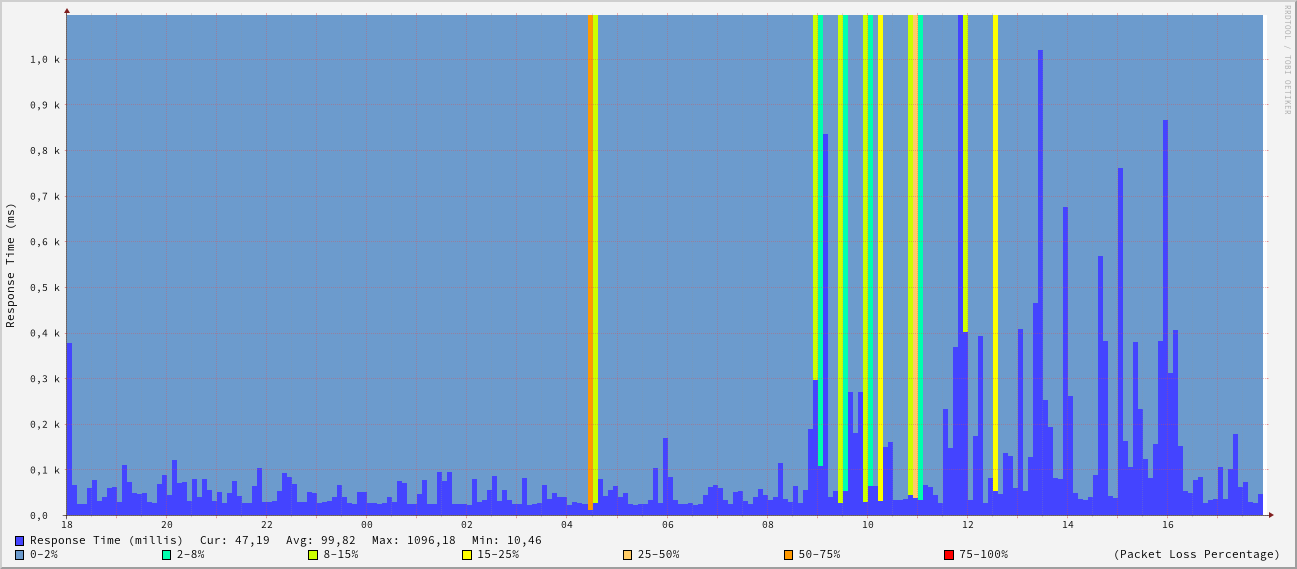 RRDTOOL / TOBI OETIKER
Response Time (ms)
1,0 k
0,9 k
0,8 k
0,7 k
0,6 k
0,5 k
0,4 k
0,3 k
0,2 k
0,1 k
0,0
18 20 22 00 02 04 06 08 10 12 14 16
Response Time (millis) Cur: 47,19 Avg: 99,82 Max: 1096,18 Min: 10,46
0-2% 2-8% 8-15% 15-25% 25-50% 50-75% 75-100% (Packet Loss Percentage)